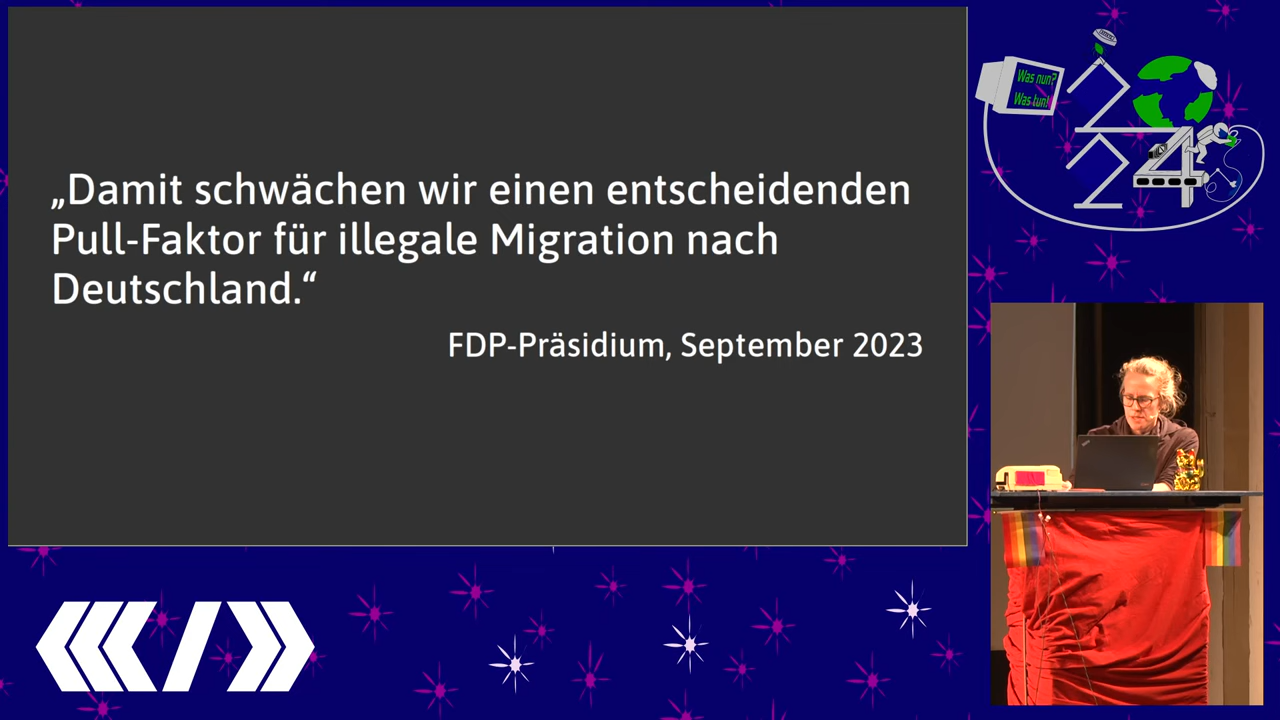 „Damit schwächen wir einen entscheidenden
Pull-Faktor für illegale Migration nach
Deutschland.“
FDP-Präsidium, September 2023
Was nun?
Was tun!
2024